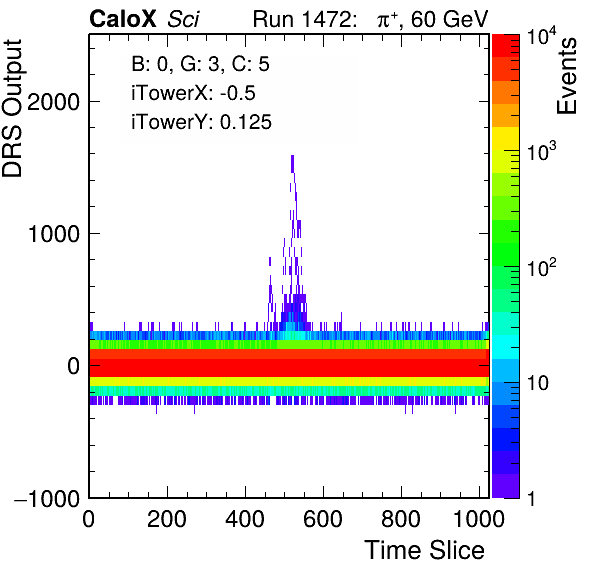 CaloX Sci Run 1472: π⁺, 60 GeV
B: 0, G: 3, C: 5
iTowerX: -0.5
iTowerY: 0.125
DRS Output
2000
1000
0
−1000
0 200 400 600 800 1000
Time Slice
Events
10⁴
10³
10²
10
1